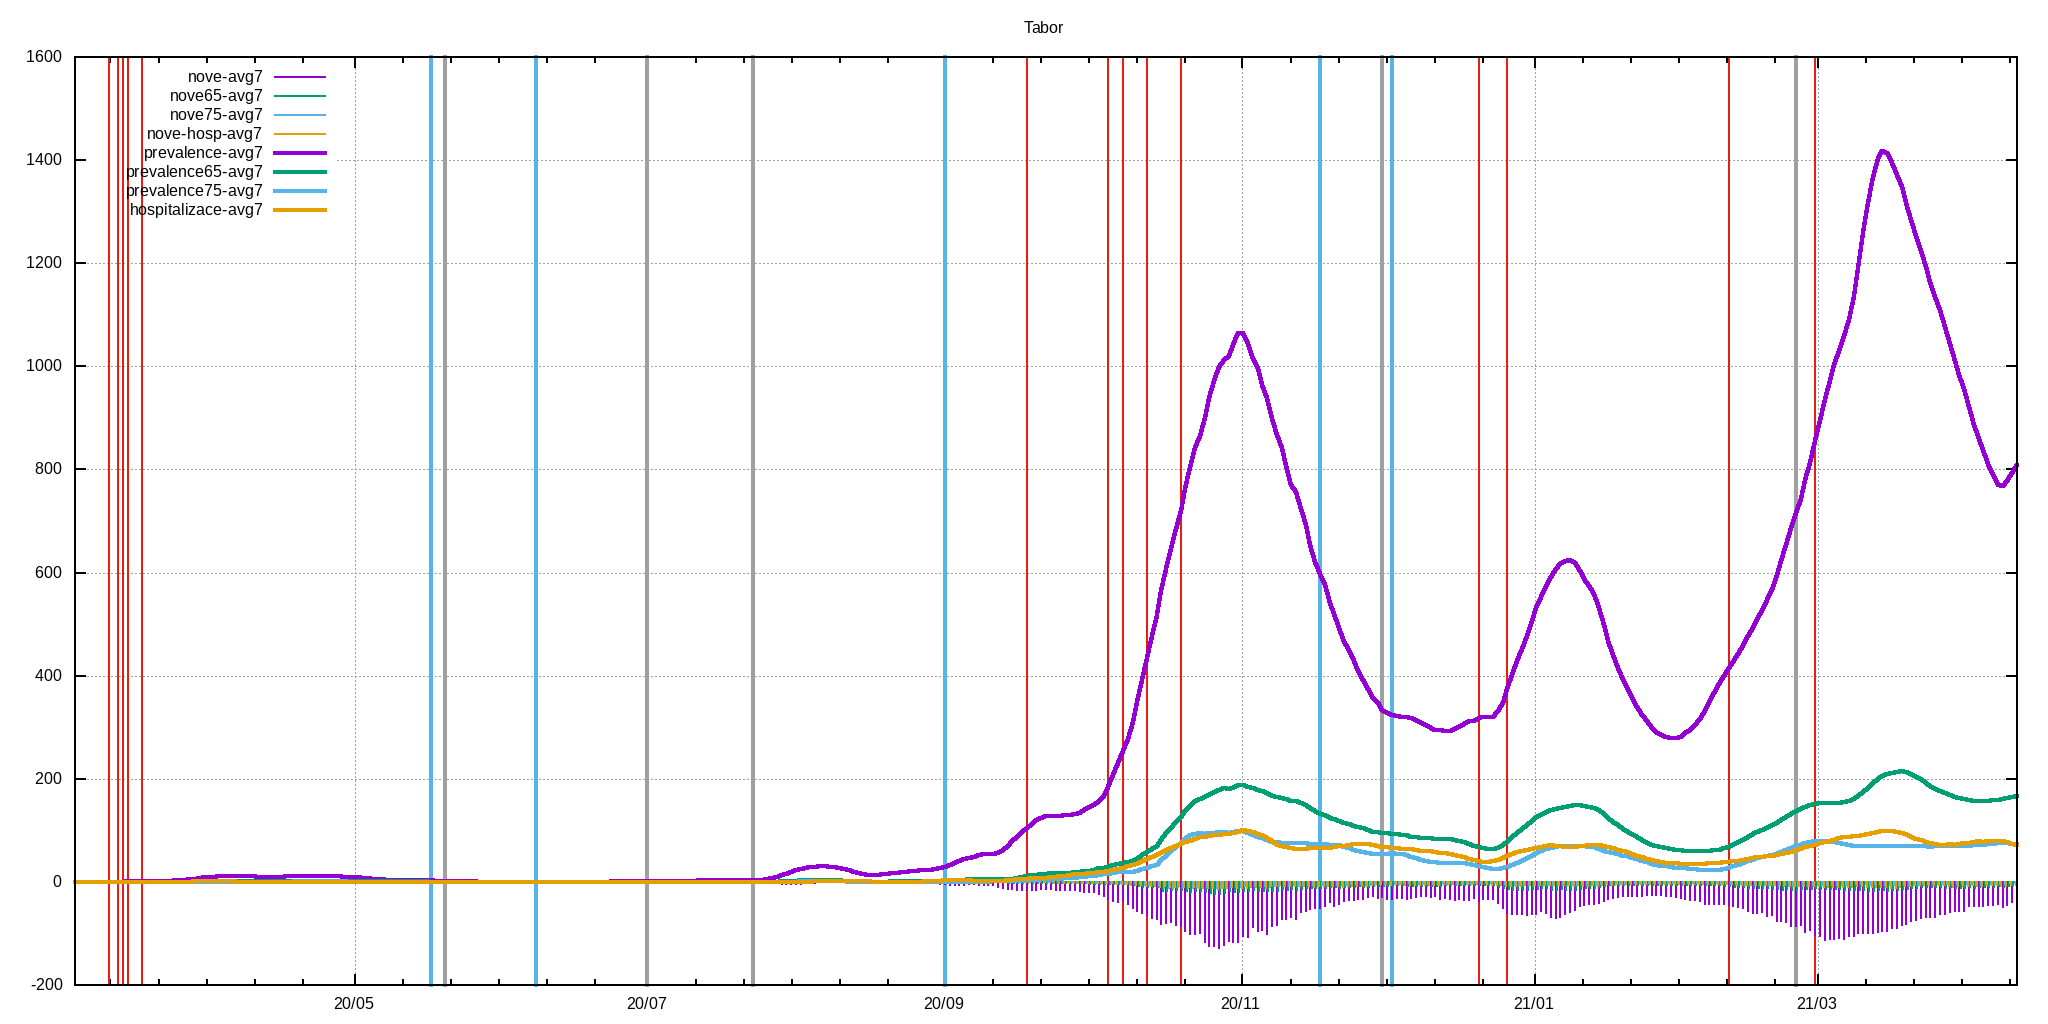 Tabor
1600
1400
1200
1000
800
600
400
200
0
-200
nove-avg7
nove65-avg7
nove75-avg7
nove-hosp-avg7
prevalence-avg7
prevalence65-avg7
prevalence75-avg7
hospitalizace-avg7
20/05 20/07 20/09 20/11 21/01 21/03